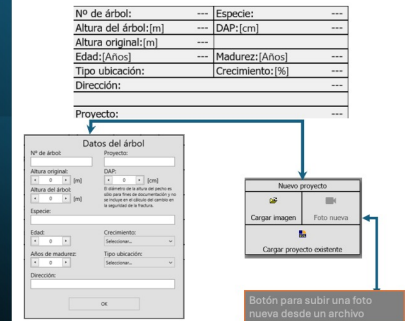 Nº de árbol: --- Especie: ---
Altura del árbol:[m] --- DAP:[cm] ---
Altura original:[m] ---
Edad:[Años] --- Madurez:[Años] ---
Tipo ubicación: Crecimiento:[%] ---
Dirección: ---
Proyecto: ---
Datos del árbol
Nº de árbol: Proyecto:
Altura original: DAP:
0 [m] 0 [cm]
Altura del árbol: El diámetro de la altura del pecho es
0 [m] sólo para fines de documentación y no
se incluye en el cálculo del cambio en
la seguridad de la fractura.
Especie:
Edad: Crecimiento:
0 Seleccionar...
Años de madurez: Tipo ubicación:
0 Seleccionar...
Dirección:
OK
Nuevo proyecto
Cargar imagen Foto nueva
Cargar proyecto existente
Botón para subir una foto
nueva desde un archivo